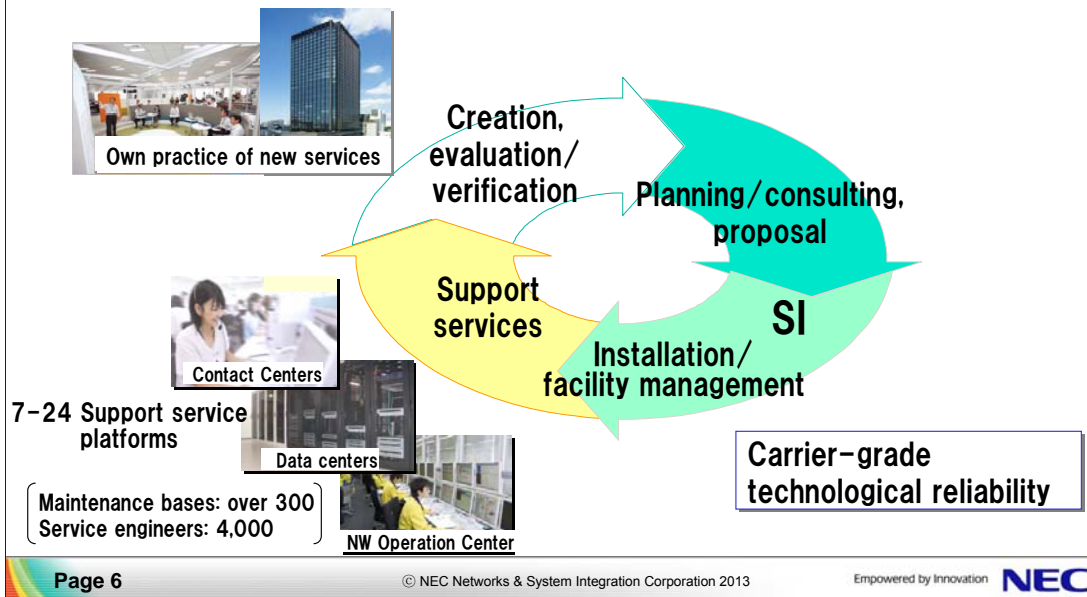 Own practice of new services
Creation,
evaluation/
verification
Planning/consulting,
proposal
SI
Installation/
facility management
Support
services
Contact Centers
7-24 Support service
platforms
Data centers
Maintenance bases: over 300
Service engineers: 4,000
NW Operation Center
Carrier-grade
technological reliability
Page 6
© NEC Networks & System Integration Corporation 2013
Empowered by Innovation
NEC